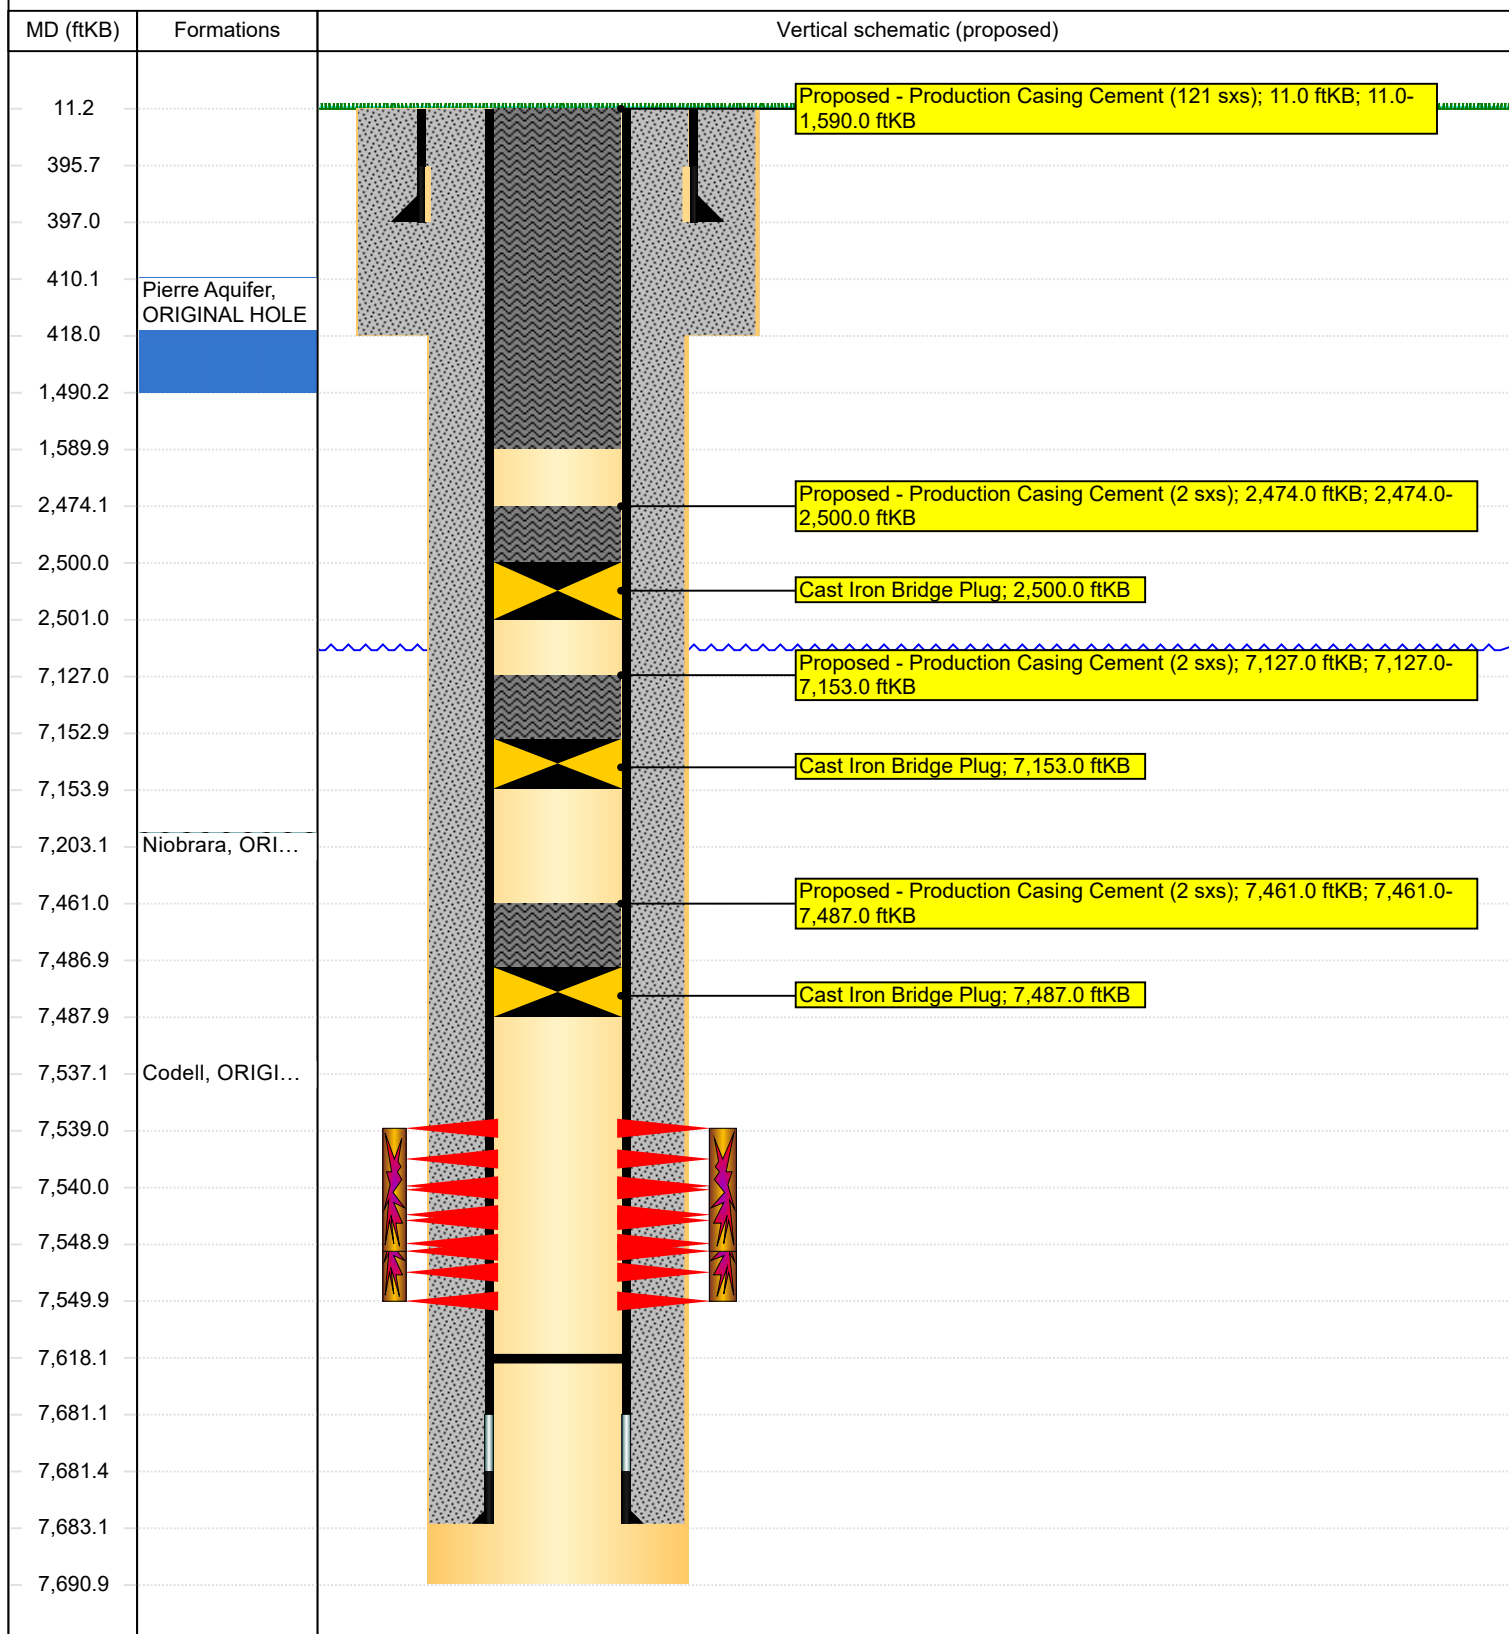 MD (ftKB)
Formations
Vertical schematic (proposed)
11.2
Proposed - Production Casing Cement (121 sxs); 11.0 ftKB; 11.0-
1,590.0 ftKB
395.7
397.0
410.1
Pierre Aquifer,
ORIGINAL HOLE
418.0
1,490.2
1,589.9
2,474.1
Proposed - Production Casing Cement (2 sxs); 2,474.0 ftKB; 2,474.0-
2,500.0 ftKB
2,500.0
Cast Iron Bridge Plug; 2,500.0 ftKB
2,501.0
7,127.0
Proposed - Production Casing Cement (2 sxs); 7,127.0 ftKB; 7,127.0-
7,153.0 ftKB
7,152.9
Cast Iron Bridge Plug; 7,153.0 ftKB
7,153.9
7,203.1
Niobrara, ORI...
7,461.0
Proposed - Production Casing Cement (2 sxs); 7,461.0 ftKB; 7,461.0-
7,487.0 ftKB
7,486.9
Cast Iron Bridge Plug; 7,487.0 ftKB
7,487.9
7,537.1
Codell, ORIGI...
7,539.0
7,540.0
7,548.9
7,549.9
7,618.1
7,681.1
7,681.4
7,683.1
7,690.9